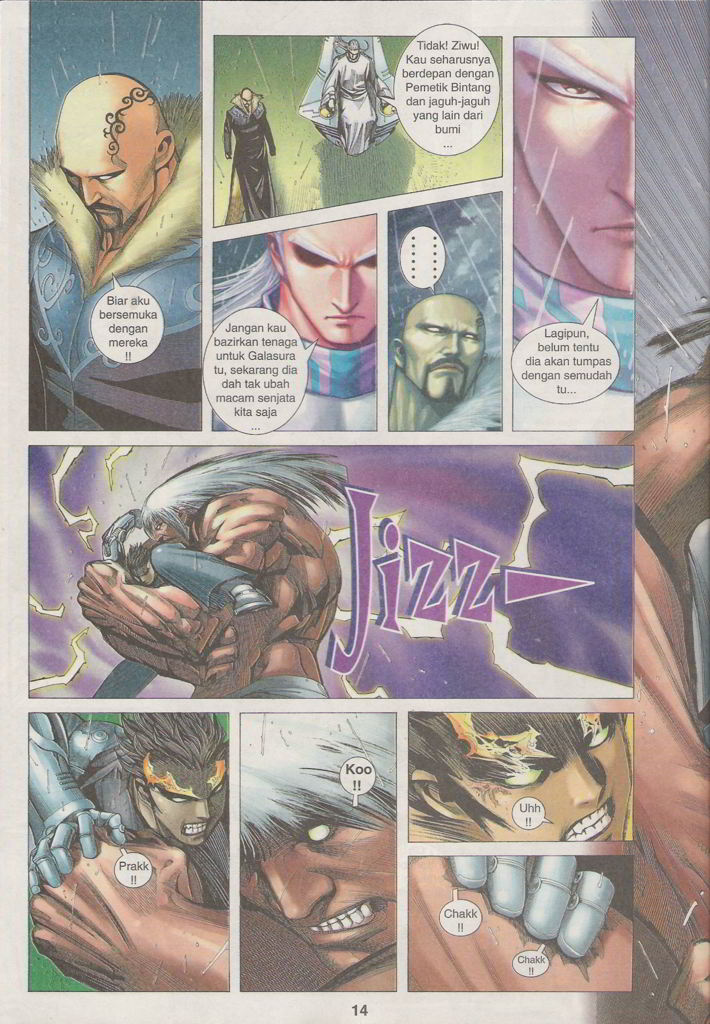 Biar aku
bersemuka
dengan
mereka
!!
Tidak! Ziwu!
Kau seharusnya
berdepan dengan
Pemetik Bintang
dan jaguh-jaguh
yang lain dari
bumi
...
Jangan kau
bazirkan tenaga
untuk Galasura
tu, sekarang dia
dah tak ubah
macam senjata
kita saja
...
Lagipun,
belum tentu
dia akan tumpas
dengan semudah
tu...
Jizz-
Prakk
!!
Koo
!!
Uhh
!!
Chakk
!!
Chakk
!!
14